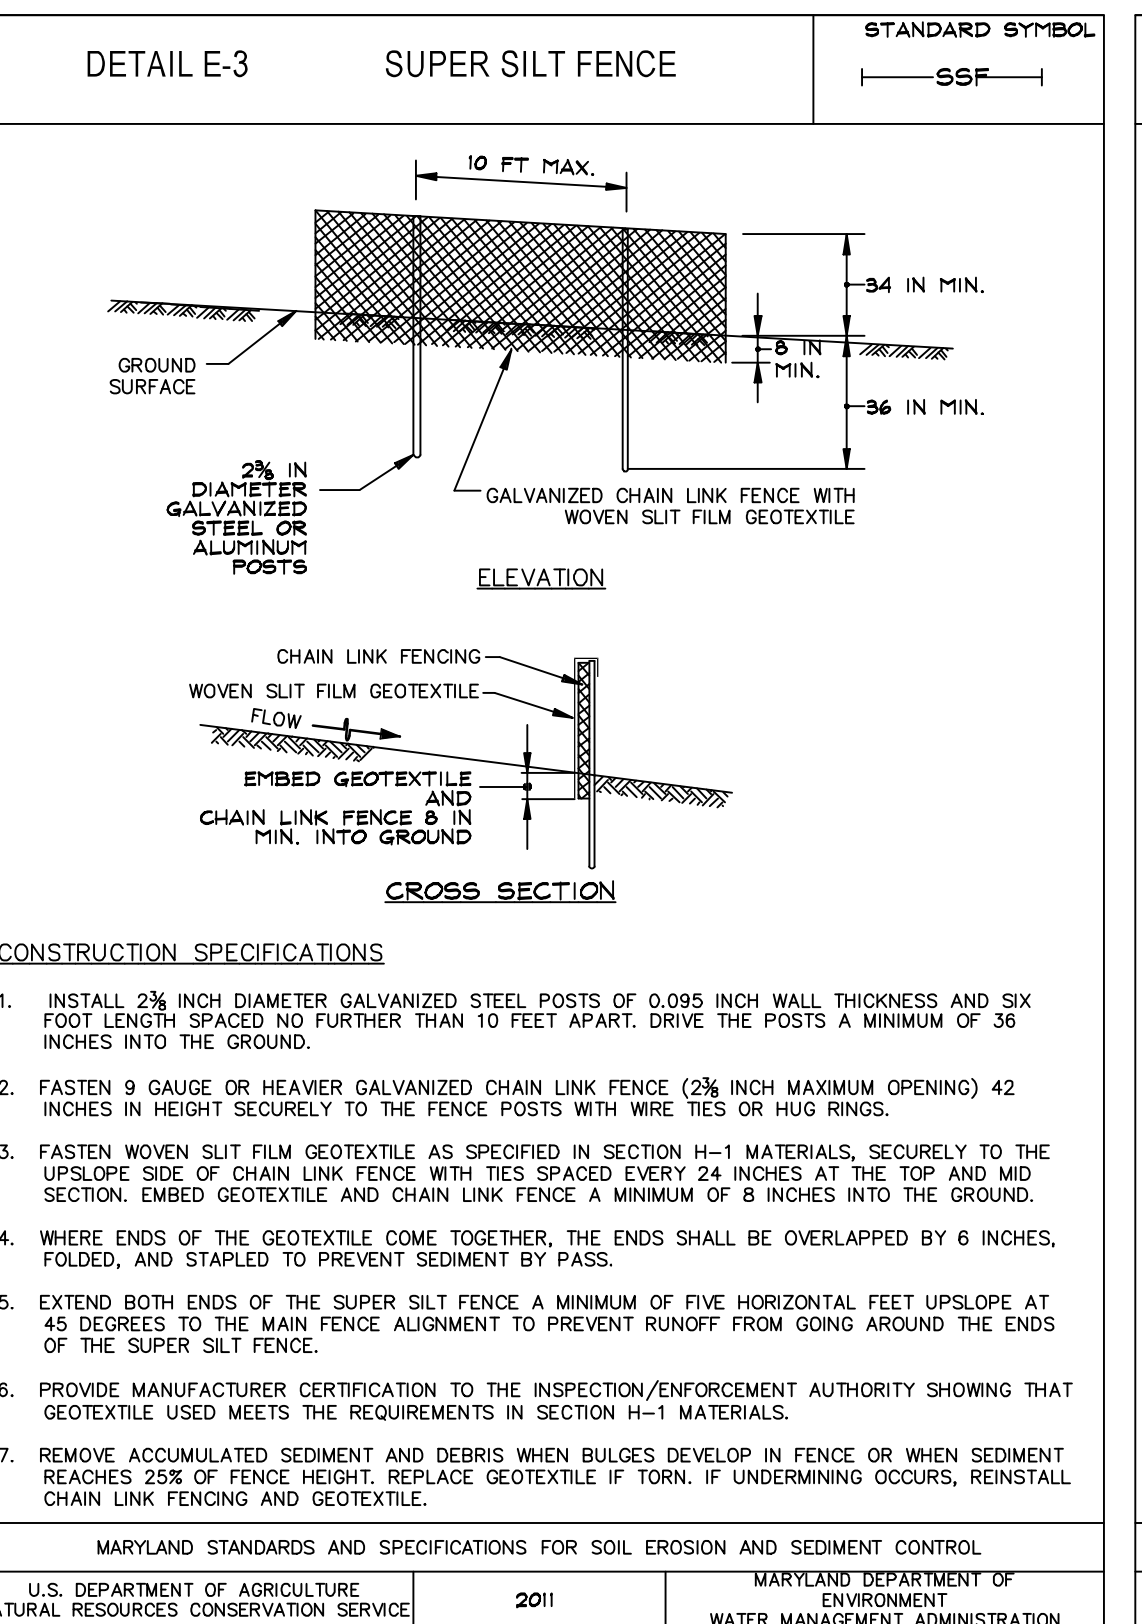 DETAIL E-3 SUPER SILT FENCE
STANDARD SYMBOL
SSF
10 FT MAX.
34 IN MIN.
8 IN
MIN.
36 IN MIN.
GROUND
SURFACE
2⅜ IN
DIAMETER
GALVANIZED
STEEL OR
ALUMINUM
POSTS
GALVANIZED CHAIN LINK FENCE WITH
WOVEN SLIT FILM GEOTEXTILE
ELEVATION
CHAIN LINK FENCING
WOVEN SLIT FILM GEOTEXTILE
FLOW
EMBED GEOTEXTILE
AND
CHAIN LINK FENCE 8 IN
MIN. INTO GROUND
CROSS SECTION
CONSTRUCTION SPECIFICATIONS
1. INSTALL 2⅜ INCH DIAMETER GALVANIZED STEEL POSTS OF 0.095 INCH WALL THICKNESS AND SIX
FOOT LENGTH SPACED NO FURTHER THAN 10 FEET APART. DRIVE THE POSTS A MINIMUM OF 36
INCHES INTO THE GROUND.
2. FASTEN 9 GAUGE OR HEAVIER GALVANIZED CHAIN LINK FENCE (2⅜ INCH MAXIMUM OPENING) 42
INCHES IN HEIGHT SECURELY TO THE FENCE POSTS WITH WIRE TIES OR HUG RINGS.
3. FASTEN WOVEN SLIT FILM GEOTEXTILE AS SPECIFIED IN SECTION H-1 MATERIALS, SECURELY TO THE
UPSLOPE SIDE OF CHAIN LINK FENCE WITH TIES SPACED EVERY 24 INCHES AT THE TOP AND MID
SECTION. EMBED GEOTEXTILE AND CHAIN LINK FENCE A MINIMUM OF 8 INCHES INTO THE GROUND.
4. WHERE ENDS OF THE GEOTEXTILE COME TOGETHER, THE ENDS SHALL BE OVERLAPPED BY 6 INCHES,
FOLDED, AND STAPLED TO PREVENT SEDIMENT BY PASS.
5. EXTEND BOTH ENDS OF THE SUPER SILT FENCE A MINIMUM OF FIVE HORIZONTAL FEET UPSLOPE AT
45 DEGREES TO THE MAIN FENCE ALIGNMENT TO PREVENT RUNOFF FROM GOING AROUND THE ENDS
OF THE SUPER SILT FENCE.
6. PROVIDE MANUFACTURER CERTIFICATION TO THE INSPECTION/ENFORCEMENT AUTHORITY SHOWING THAT
GEOTEXTILE USED MEETS THE REQUIREMENTS IN SECTION H-1 MATERIALS.
7. REMOVE ACCUMULATED SEDIMENT AND DEBRIS WHEN BULGES DEVELOP IN FENCE OR WHEN SEDIMENT
REACHES 25% OF FENCE HEIGHT. REPLACE GEOTEXTILE IF TORN. IF UNDERMINING OCCURS, REINSTALL
CHAIN LINK FENCING AND GEOTEXTILE.
MARYLAND STANDARDS AND SPECIFICATIONS FOR SOIL EROSION AND SEDIMENT CONTROL
U.S. DEPARTMENT OF AGRICULTURE
ATURAL RESOURCES CONSERVATION SERVICE
2011
MARYLAND DEPARTMENT OF
ENVIRONMENT
WATER MANAGEMENT ADMINISTRATION